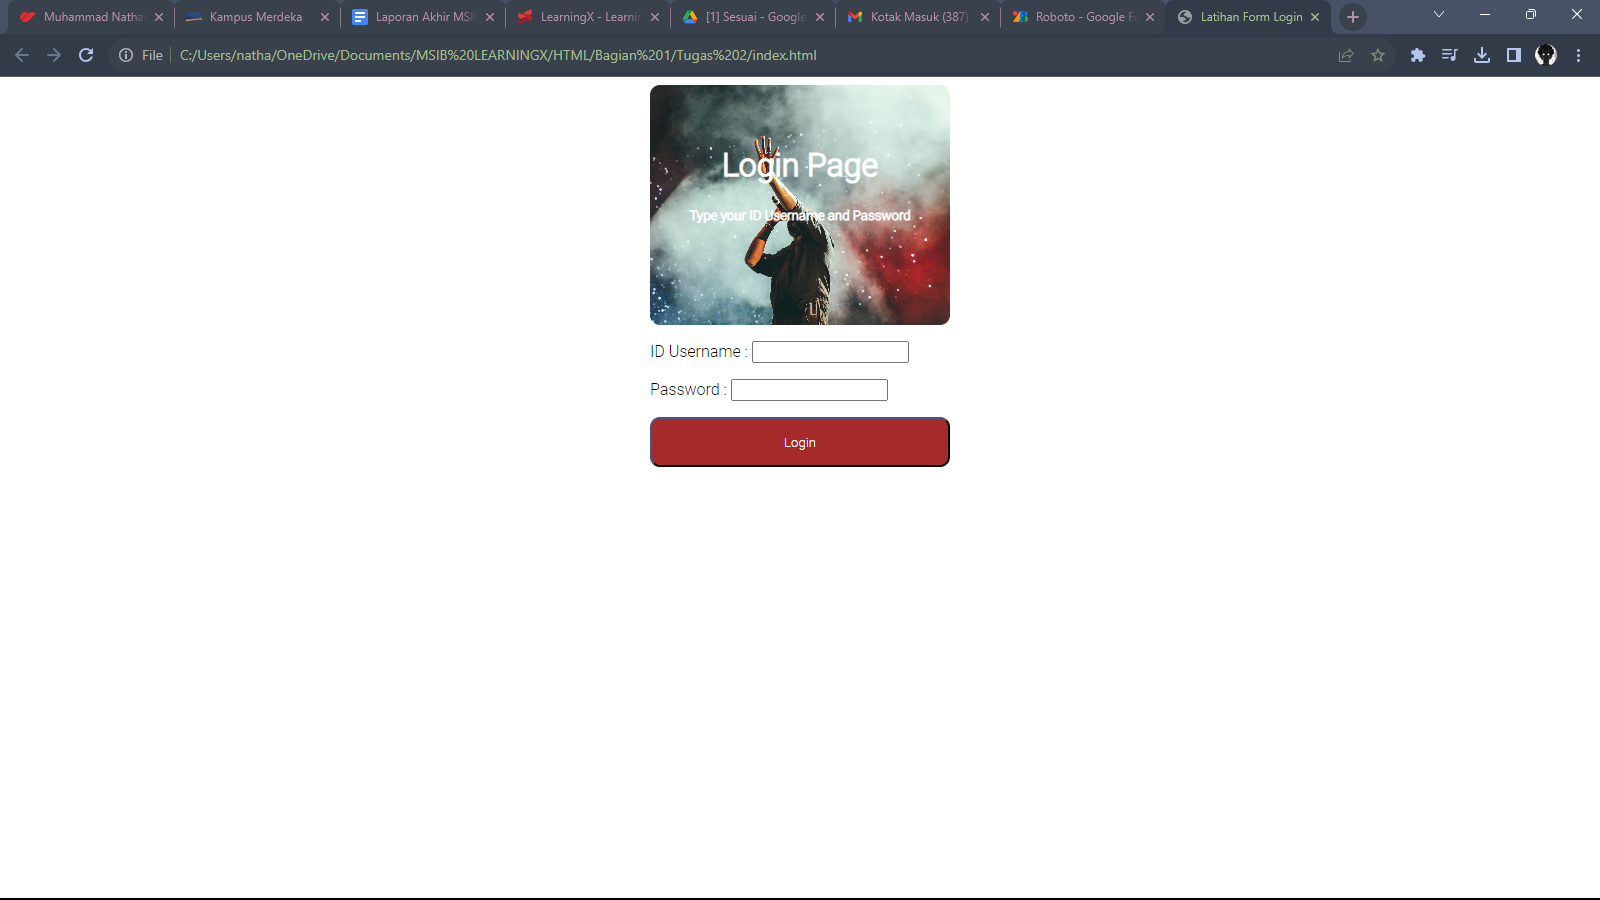 Muhammad Natha
Kampus Merdeka
Laporan Akhir MSI
LearningX - Learnin
[1] Sesuai - Google
Kotak Masuk (387)
Roboto - Google F
Latihan Form Login
File
C:/Users/natha/OneDrive/Documents/MSIB%20LEARNINGX/HTML/Bagian%201/Tugas%202/index.html
Login Page
Type your ID Username and Password
ID Username :
Password :
Login